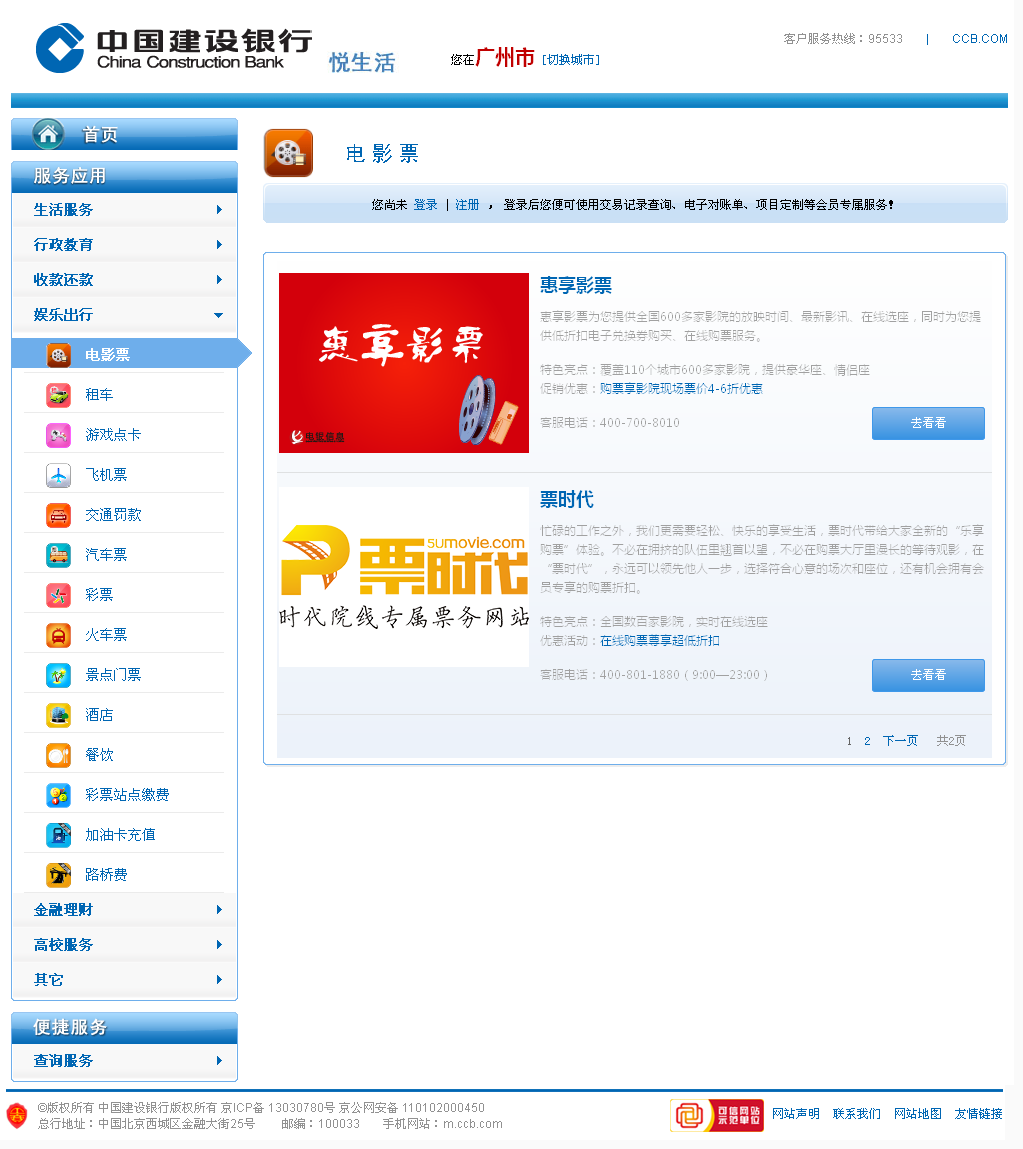 中国建设银行
China Construction Bank
悦生活
您在广州市 [切换城市]
客户服务热线：95533 | CCB.COM
首页
服务应用
生活服务
行政教育
收款还款
娱乐出行
电影票
租车
游戏点卡
飞机票
交通罚款
汽车票
彩票
火车票
景点门票
酒店
餐饮
彩票站点缴费
加油卡充值
路桥费
金融理财
高校服务
其它
便捷服务
查询服务
电影票
您尚未 登录 | 注册 ， 登录后您便可使用交易记录查询、电子对账单、项目定制等会员专属服务！
惠享影票
电联信息
惠享影票
惠享影票为您提供全国600多家影院的放映时间、最新影讯、在线选座，同时为您提
供低折扣电子兑换券购买、在线购票服务。
特色亮点：覆盖110个城市600多家影院，提供豪华座、情侣座
促销优惠：购票享影院现场票价4-6折优惠
客服电话：400-700-8010
去看看
sumovie.com
票时代
时代院线专属票务网站
票时代
忙碌的工作之外，我们更需要轻松、快乐的享受生活，票时代带给大家全新的“乐享
购票”体验。不必在拥挤的队伍里翘首以望，不必在购票大厅里漫长的等待观影，在
“票时代”，永远可以领先他人一步，选择符合心意的场次和座位，还有机会拥有会
员专享的购票折扣。
特色亮点：全国数百家影院，实时在线选座
优惠活动：在线购票尊享超低折扣
客服电话：400-801-1880（9:00—23:00）
去看看
1 2 下一页 共2页
©版权所有 中国建设银行版权所有 京ICP备 13030780号 京公网安备 110102000450
总行地址：中国北京西城区金融大街25号 邮编：100033 手机网站：m.ccb.com
可信网站
示范单位
网站声明 联系我们 网站地图 友情链接